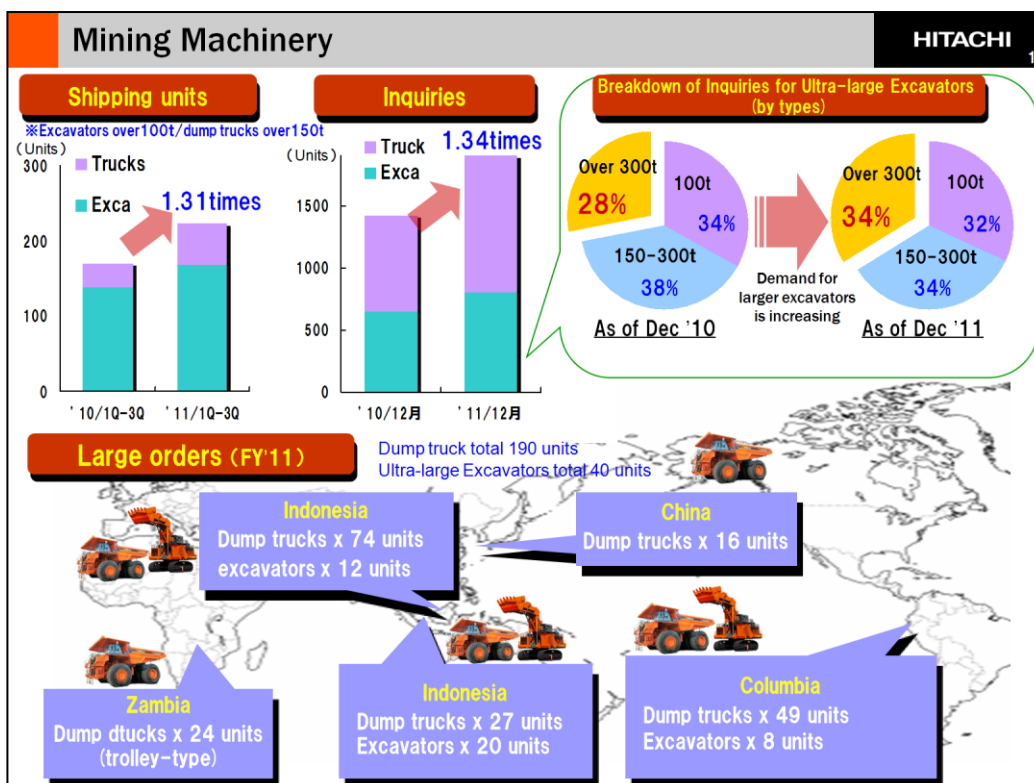 Mining Machinery
HITACHI
1
Shipping units
※Excavators over100t/dump trucks over150t
(Units)
300
200
100
0
Trucks
Exca
1.31times
'10/1Q-3Q
'11/1Q-3Q
Inquiries
(Units)
1500
1000
500
0
Truck
Exca
1.34times
'10/12月
'11/12月
Breakdown of Inquiries for Ultra-large Excavators
(by types)
Over 300t
28%
100t
34%
150-300t
38%
As of Dec '10
Demand for
larger excavators
is increasing
Over 300t
34%
100t
32%
150-300t
34%
As of Dec '11
Large orders (FY'11)
Dump truck total 190 units
Ultra-large Excavators total 40 units
Indonesia
Dump trucks x 74 units
excavators x 12 units
China
Dump trucks x 16 units
Zambia
Dump dtucks x 24 units
(trolley-type)
Indonesia
Dump trucks x 27 units
Excavators x 20 units
Columbia
Dump trucks x 49 units
Excavators x 8 units